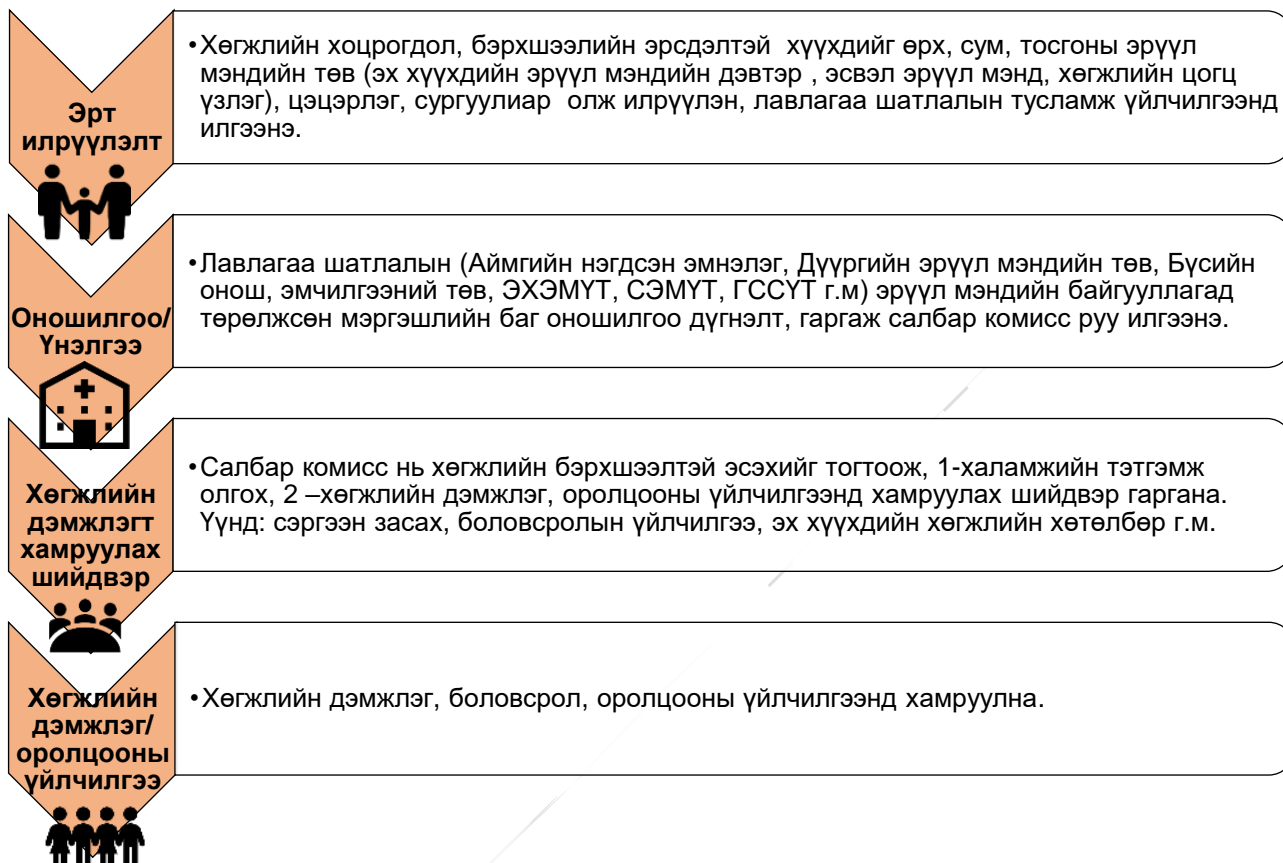 Эрт
илрүүлэлт
•Хөгжлийн хоцрогдол, бэрхшээлийн эрсдэлтэй хүүхдийг өрх, сум, тосгоны эрүүл
мэндийн төв (эх хүүхдийн эрүүл мэндийн дэвтэр , эсвэл эрүүл мэнд, хөгжлийн цогц
үзлэг), цэцэрлэг, сургуулиар олж илрүүлэн, лавлагаа шатлалын тусламж үйлчилгээнд
илгээнэ.
Оношилгоо/
Үнэлгээ
•Лавлагаа шатлалын (Аймгийн нэгдсэн эмнэлэг, Дүүргийн эрүүл мэндийн төв, Бүсийн
онош, эмчилгээний төв, ЭХЭМҮТ, СЭМҮТ, ГССҮТ г.м) эрүүл мэндийн байгууллагад
төрөлжсөн мэргэшлийн баг оношилгоо дүгнэлт, гаргаж салбар комисс руу илгээнэ.
Хөгжлийн
дэмжлэгт
хамруулах
шийдвэр
•Салбар комисс нь хөгжлийн бэрхшээлтэй эсэхийг тогтоож, 1-халамжийн тэтгэмж
олгох, 2 –хөгжлийн дэмжлэг, оролцооны үйлчилгээнд хамруулах шийдвэр гаргана.
Үүнд: сэргээн засах, боловсролын үйлчилгээ, эх хүүхдийн хөгжлийн хөтөлбөр г.м.
Хөгжлийн
дэмжлэг/
оролцооны
үйлчилгээ
•Хөгжлийн дэмжлэг, боловсрол, оролцооны үйлчилгээнд хамруулна.